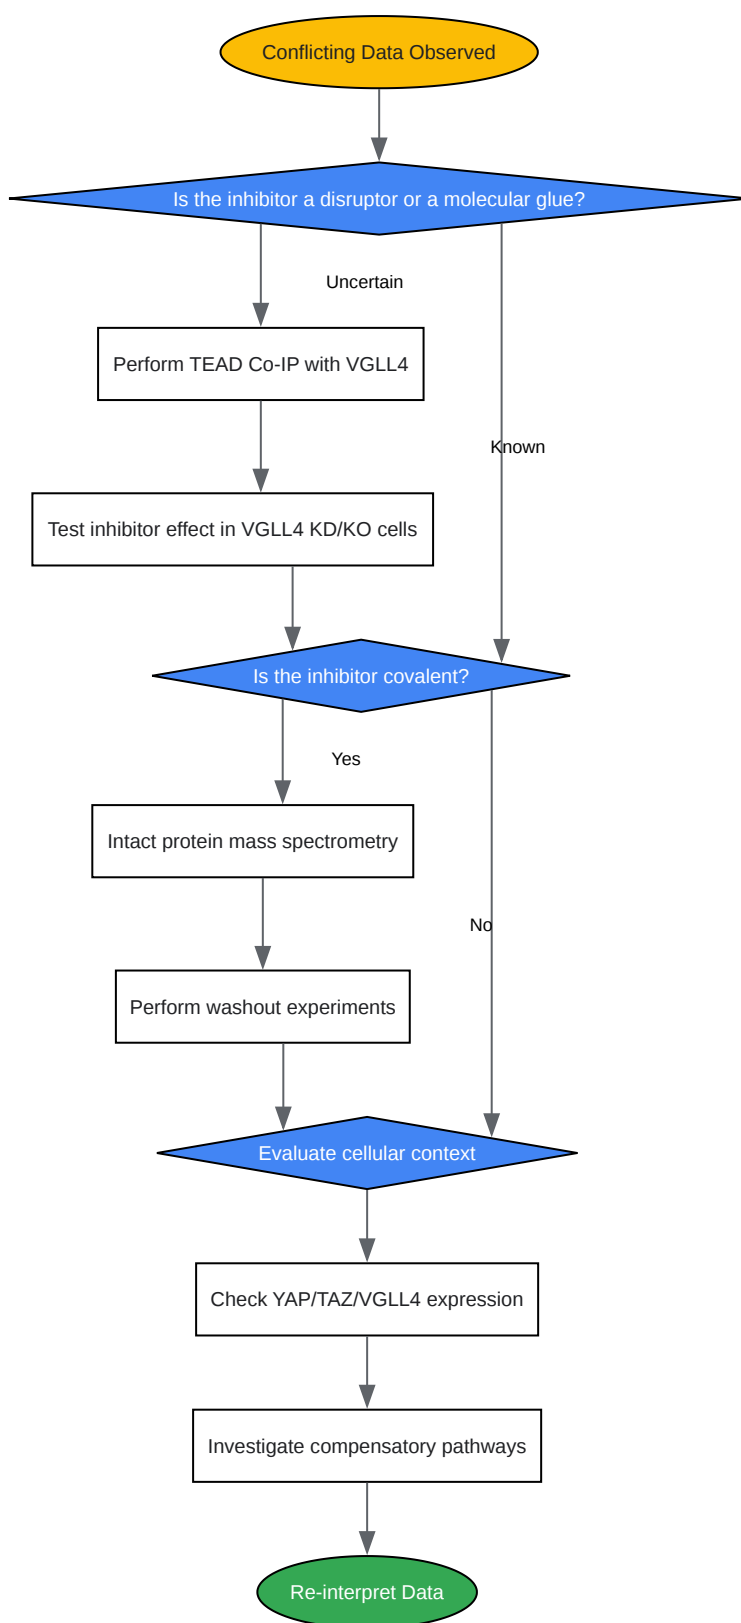 Conflicting Data Observed
Is the inhibitor a disruptor or a molecular glue?
Uncertain
Perform TEAD Co-IP with VGLL4
Known
Test inhibitor effect in VGLL4 KD/KO cells
Is the inhibitor covalent?
Yes
Intact protein mass spectrometry
No
Perform washout experiments
Evaluate cellular context
Check YAP/TAZ/VGLL4 expression
Investigate compensatory pathways
Re-interpret Data